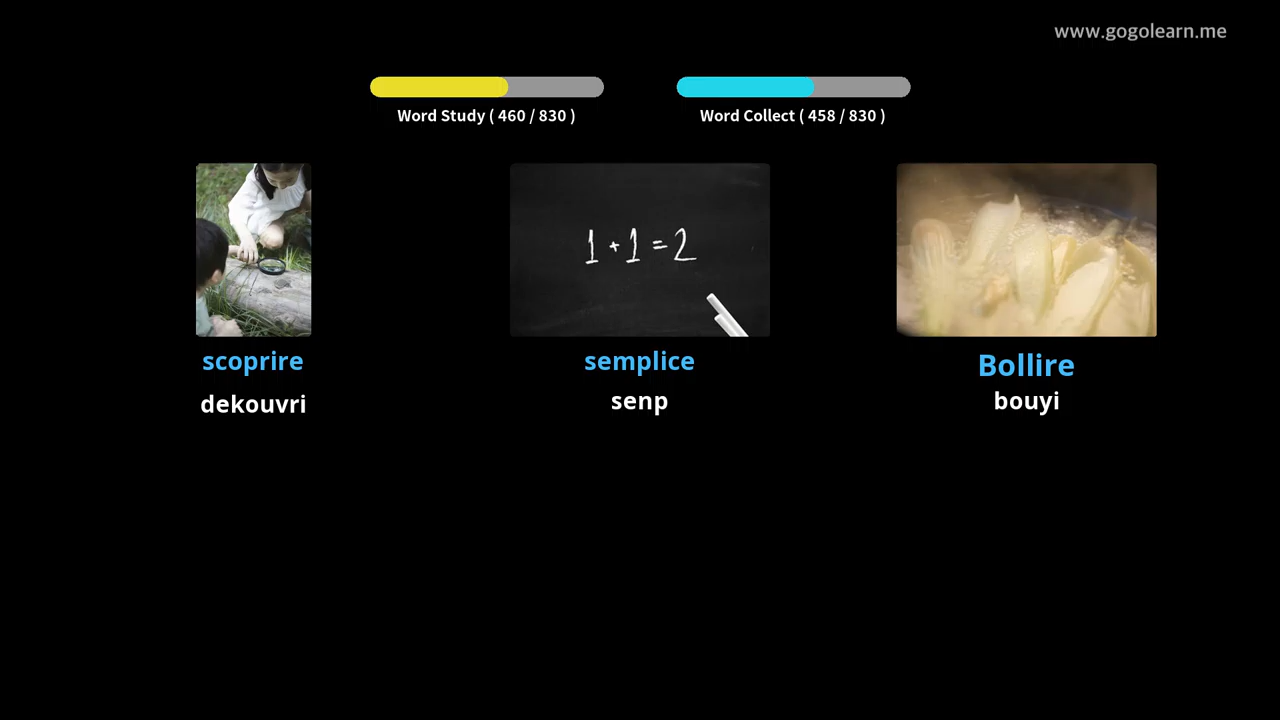 www.gogolearn.me
Word Study ( 460 / 830 )
Word Collect ( 458 / 830 )
1 + 1 = 2
scoprire
semplice
Bollire
dekouvri
senp
bouyi